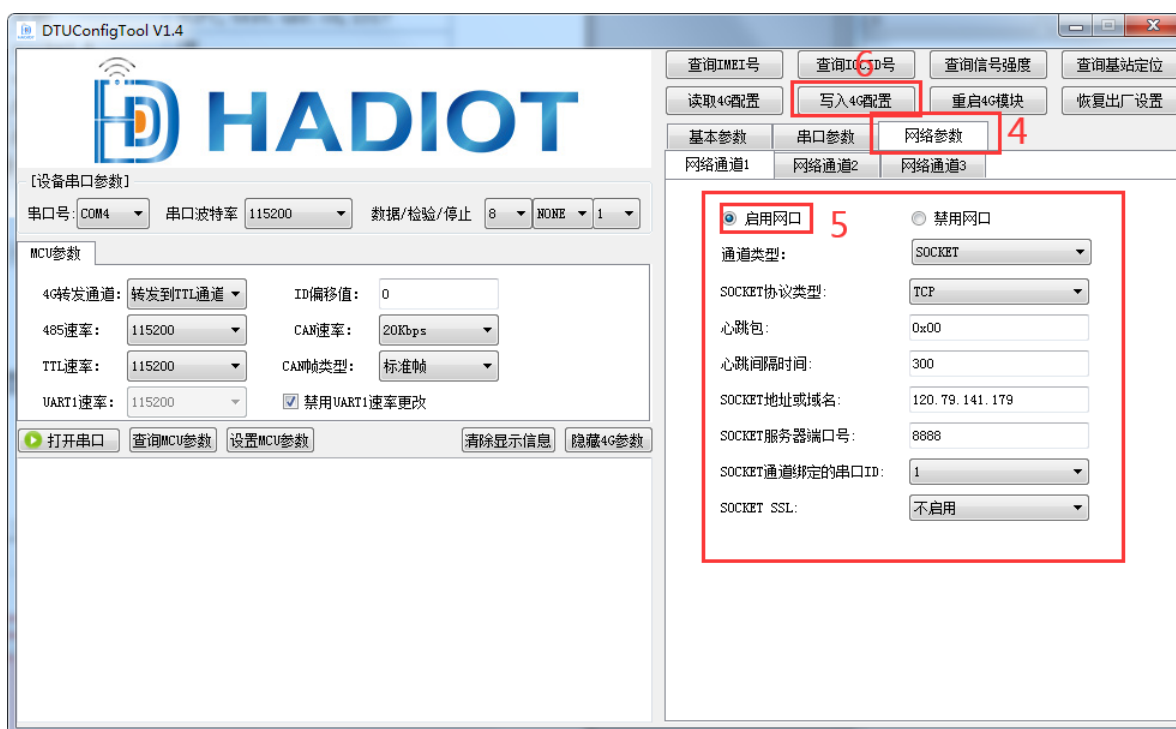 DTUConfigTool V1.4
HADIOT
[设备串口参数]
串口号: COM4 串口波特率 115200 数据/检验/停止 8 NONE 1
MCU参数
4G转发通道: 转发到TTL通道 ID偏移值: 0
485速率: 115200 CAN速率: 20Kbps
TTL速率: 115200 CAN帧类型: 标准帧
UART1速率: 115200 禁用UART1速率更改
打开串口 查询MCU参数 设置MCU参数 清除显示信息 隐藏4G参数
查询IMEI号 查询ICCID号 查询信号强度 查询基站定位
6
读取4G配置 写入4G配置 重启4G模块 恢复出厂设置
基本参数 串口参数 网络参数 4
网络通道1 网络通道2 网络通道3
启用网口 5 禁用网口
通道类型: SOCKET
SOCKET协议类型: TCP
心跳包: 0x00
心跳间隔时间: 300
SOCKET地址或域名: 120.79.141.179
SOCKET服务器端口号: 8888
SOCKET通道绑定的串口ID: 1
SOCKET SSL: 不启用